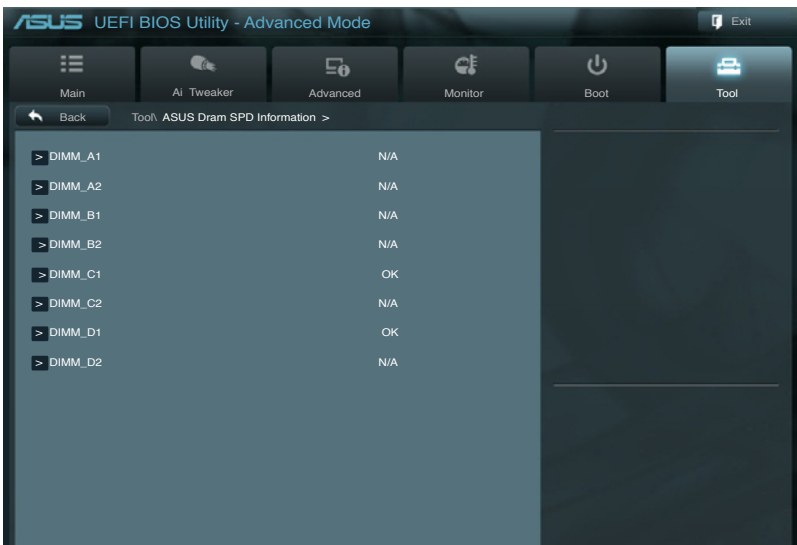 ASUS UEFI BIOS Utility - Advanced Mode
Exit
Main
Ai Tweaker
Advanced
Monitor
Boot
Tool
Back
Tool\ ASUS Dram SPD Information >
> DIMM_A1 N/A
> DIMM_A2 N/A
> DIMM_B1 N/A
> DIMM_B2 N/A
> DIMM_C1 OK
> DIMM_C2 N/A
> DIMM_D1 OK
> DIMM_D2 N/A